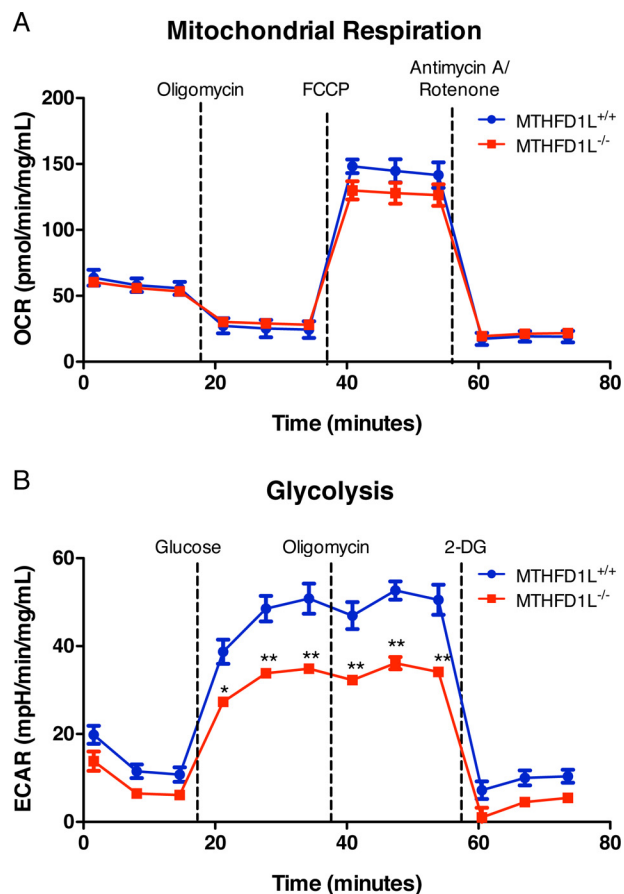 A
Mitochondrial Respiration
Oligomycin
FCCP
Antimycin A/
Rotenone
MTHFD1L+/+
MTHFD1L-/-
OCR (pmol/min/mg/mL)
200
150
100
50
0
0 20 40 60 80
Time (minutes)
B
Glycolysis
Glucose
Oligomycin
2-DG
MTHFD1L+/+
MTHFD1L-/-
ECAR (mpH/min/mg/mL)
60
40
20
0
* ** ** ** ** **
0 20 40 60 80
Time (minutes)